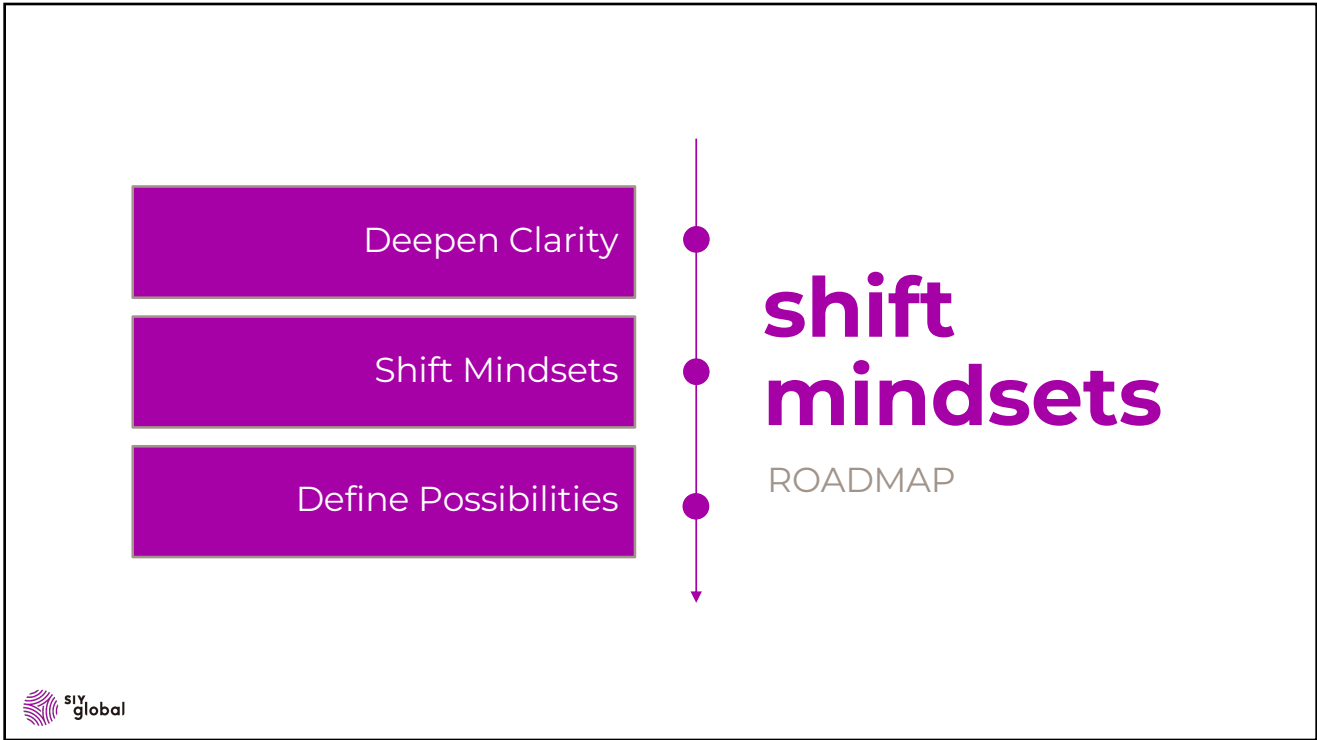 Deepen Clarity
Shift Mindsets
Define Possibilities
shift
mindsets
ROADMAP
SIY
global